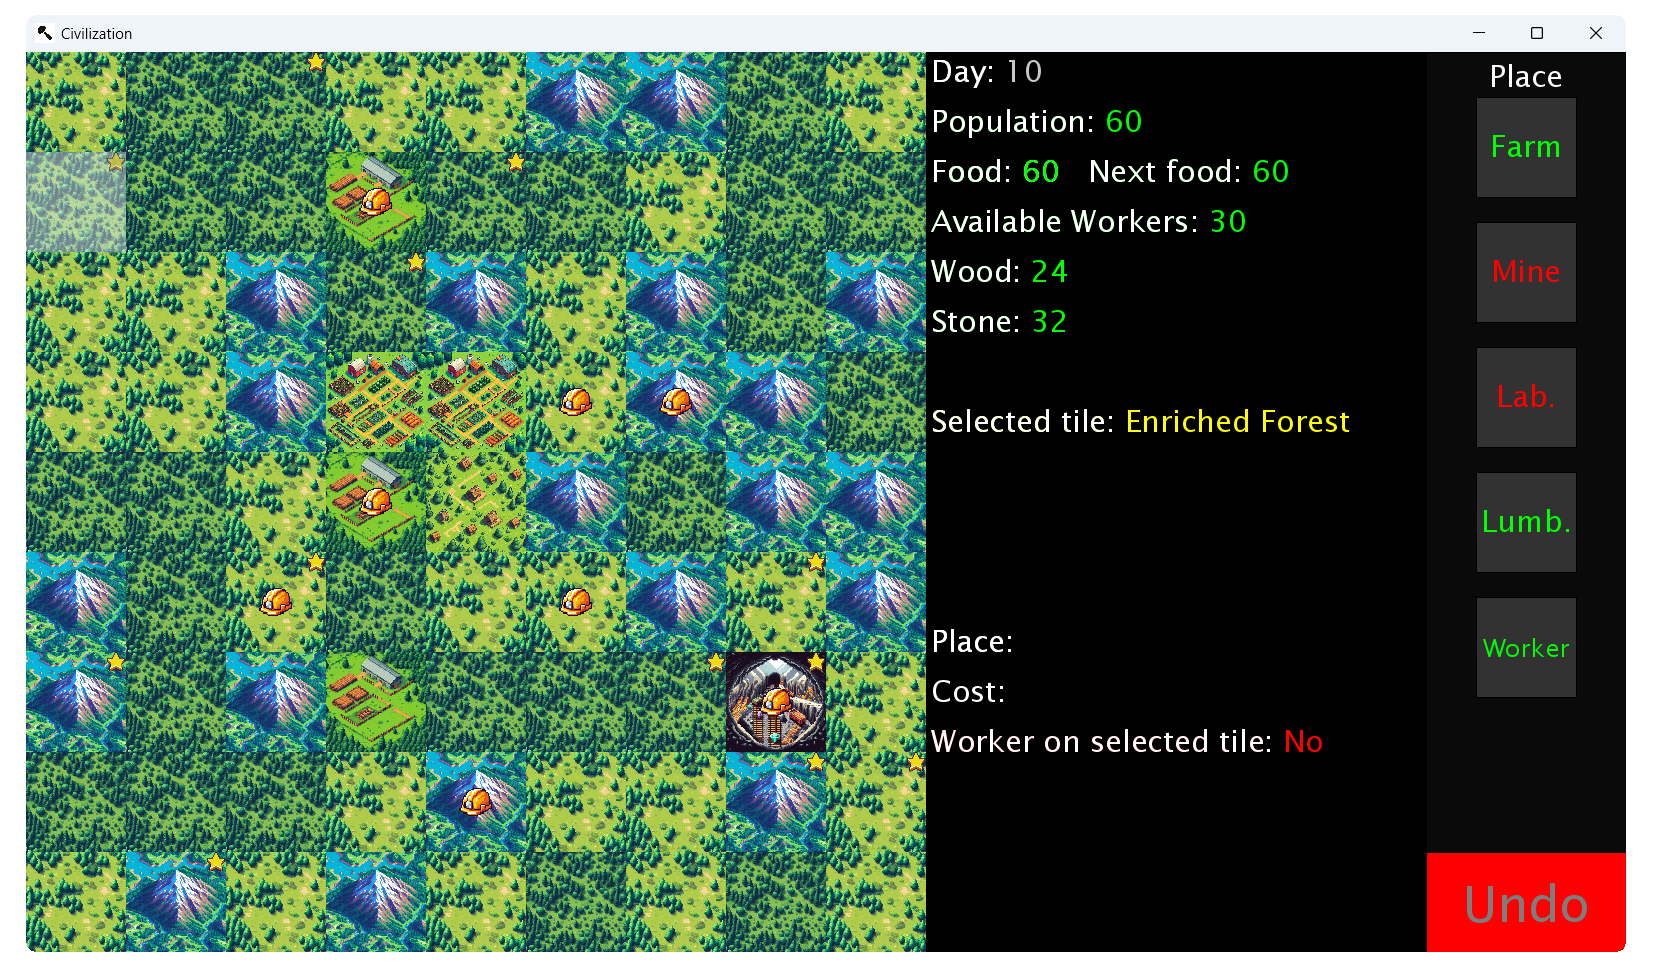 Civilization
Day: 10
Population: 60
Food: 60 Next food: 60
Available Workers: 30
Wood: 24
Stone: 32
Selected tile: Enriched Forest
Place:
Cost:
Worker on selected tile: No
Place
Farm
Mine
Lab.
Lumb.
Worker
Undo